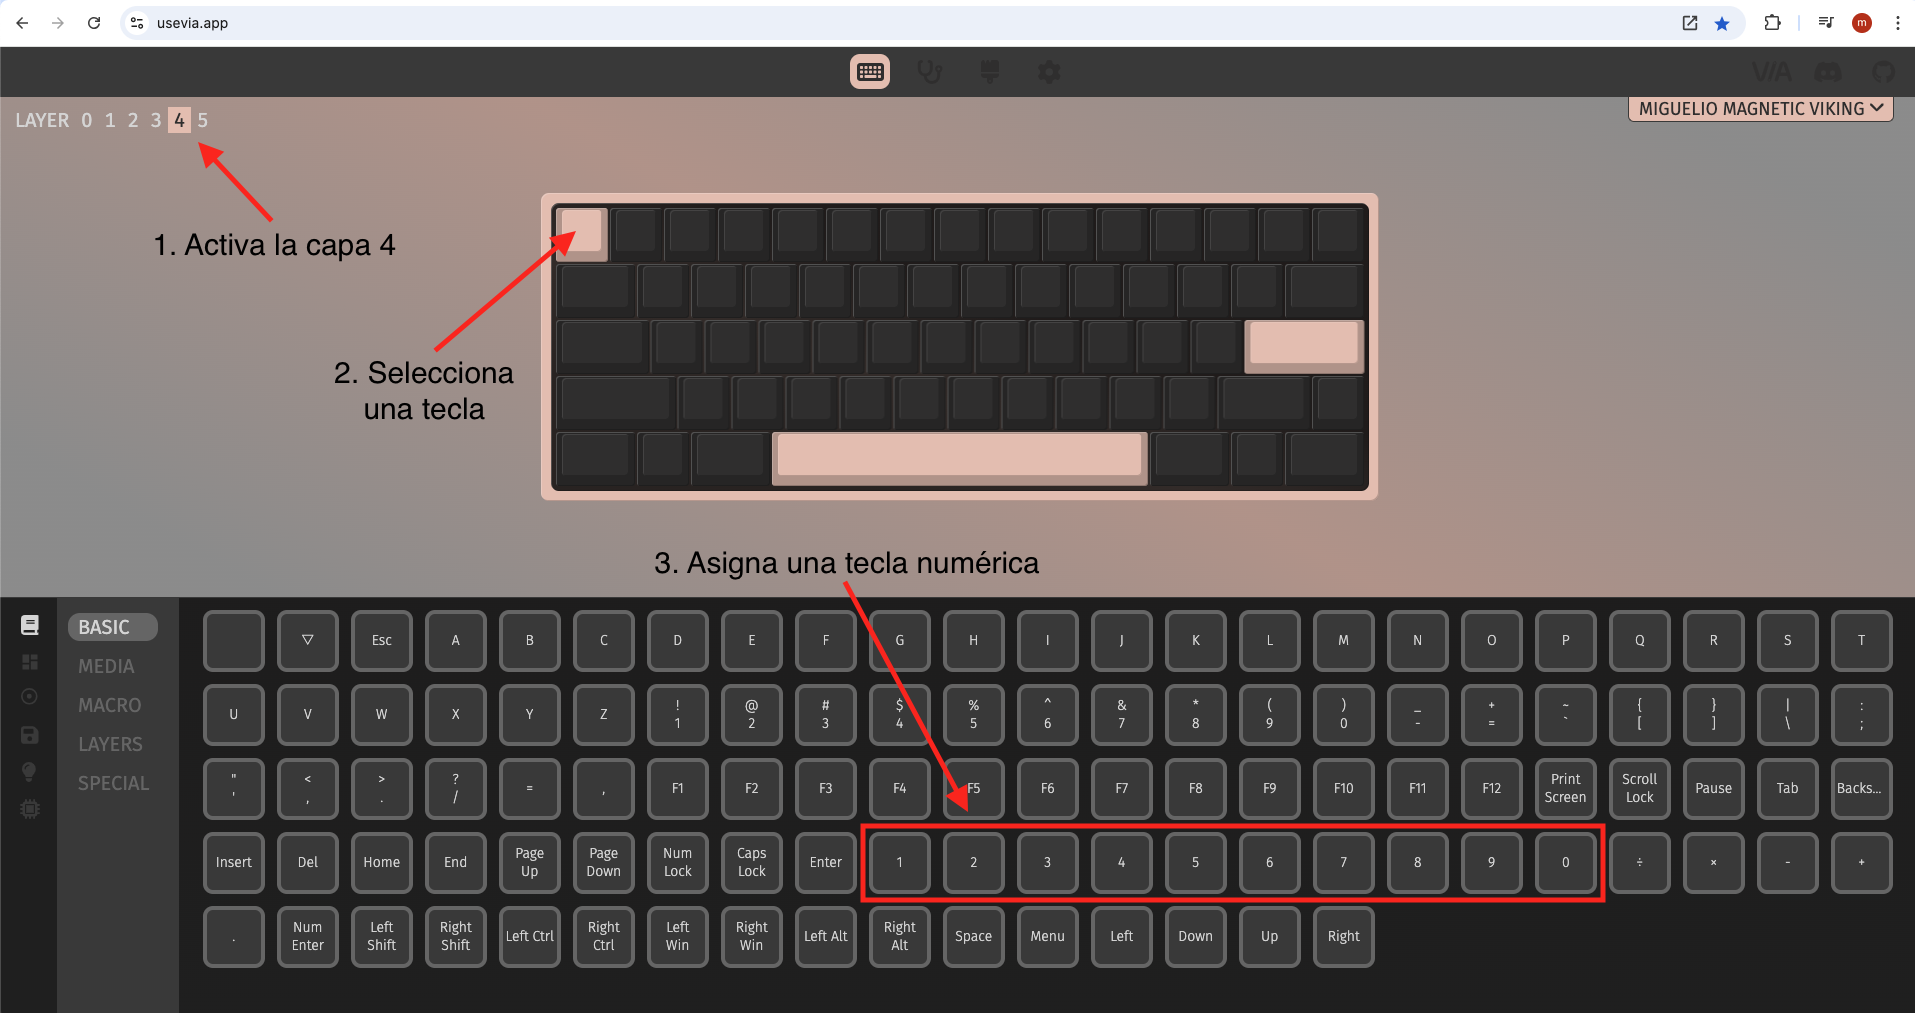 usevia.app
m
VIA
LAYER 0 1 2 3 4 5
MIGUELIO MAGNETIC VIKING
1. Activa la capa 4
2. Selecciona
una tecla
3. Asigna una tecla numérica
BASIC
MEDIA
MACRO
LAYERS
SPECIAL
▽ Esc A B C D E F G H I J K L M N O P Q R S T
U V W X Y Z ! 1 @ 2 # 3 $ 4 % 5 ^ 6 & 7 * 8 ( 9 ) 0 _ - + = ~ ` { [ } ] | \ : ;
" ' < , > . ? / = , F1 F2 F3 F4 F5 F6 F7 F8 F9 F10 F11 F12 Print Screen Scroll Lock Pause Tab Backs...
Insert Del Home End Page Up Page Down Num Lock Caps Lock Enter 1 2 3 4 5 6 7 8 9 0 ÷ × - +
. Num Enter Left Shift Right Shift Left Ctrl Right Ctrl Left Win Right Win Left Alt Right Alt Space Menu Left Down Up Right